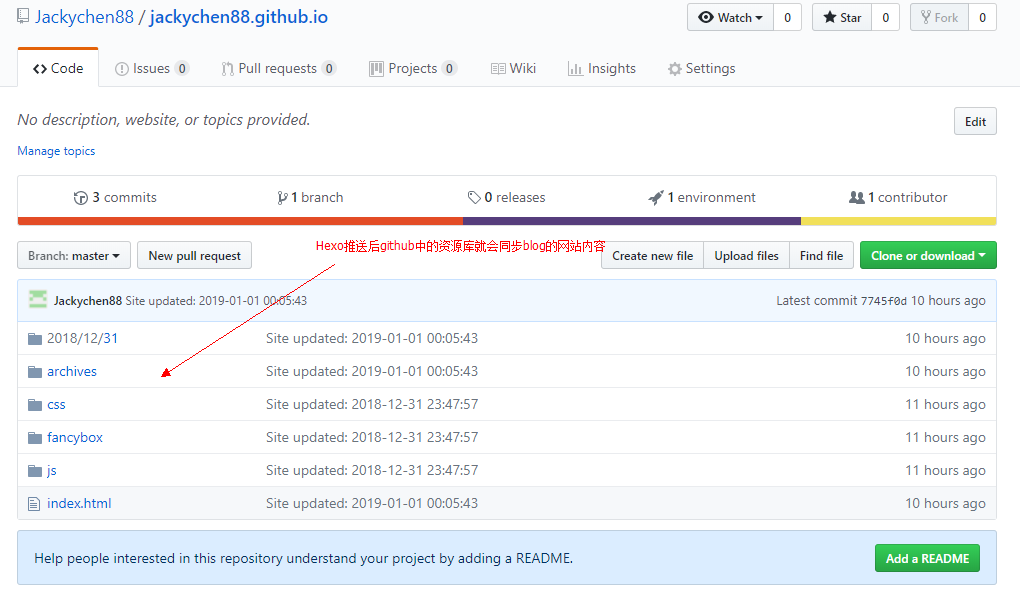 Jackychen88 / jackychen88.github.io
Watch 0 Star 0 Fork 0
Code Issues 0 Pull requests 0 Projects 0 Wiki Insights Settings
No description, website, or topics provided. Edit
Manage topics
3 commits 1 branch 0 releases 1 environment 1 contributor
Hexo推送后github中的资源库就会同步blog的网站内容
Branch: master New pull request Create new file Upload files Find file Clone or download
Jackychen88 Site updated: 2019-01-01 00:05:43 Latest commit 7745f0d 10 hours ago
2018/12/31 Site updated: 2019-01-01 00:05:43 10 hours ago
archives Site updated: 2019-01-01 00:05:43 10 hours ago
css Site updated: 2018-12-31 23:47:57 11 hours ago
fancybox Site updated: 2018-12-31 23:47:57 11 hours ago
js Site updated: 2018-12-31 23:47:57 11 hours ago
index.html Site updated: 2019-01-01 00:05:43 10 hours ago
Help people interested in this repository understand your project by adding a README. Add a README